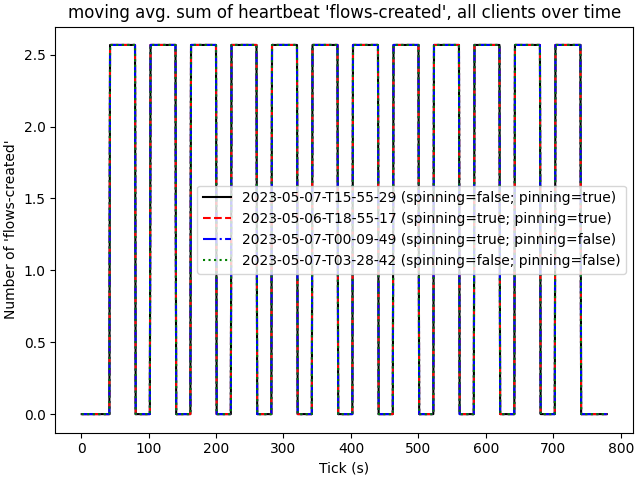 moving avg. sum of heartbeat 'flows-created', all clients over time
Number of 'flows-created'
2.5
2.0
1.5
1.0
0.5
0.0
2023-05-07-T15-55-29 (spinning=false; pinning=true)
2023-05-06-T18-55-17 (spinning=true; pinning=true)
2023-05-07-T00-09-49 (spinning=true; pinning=false)
2023-05-07-T03-28-42 (spinning=false; pinning=false)
0 100 200 300 400 500 600 700 800
Tick (s)